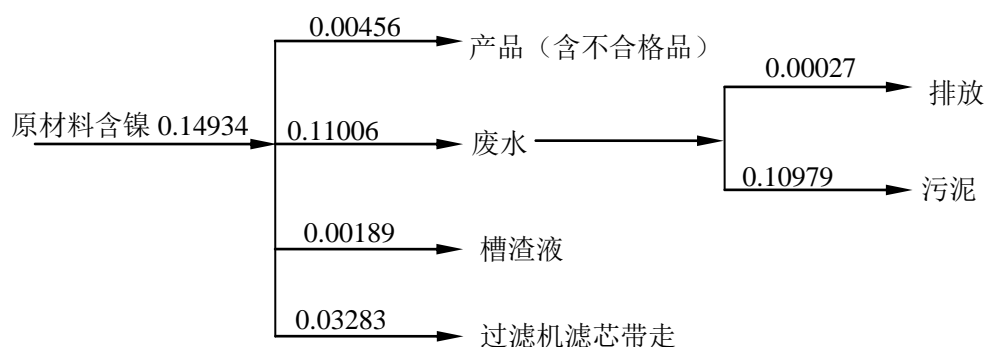 0.00456
产品（含不合格品）
0.00027
排放
原材料含镍 0.14934
0.11006
废水
0.10979
污泥
0.00189
槽渣液
0.03283
过滤机滤芯带走